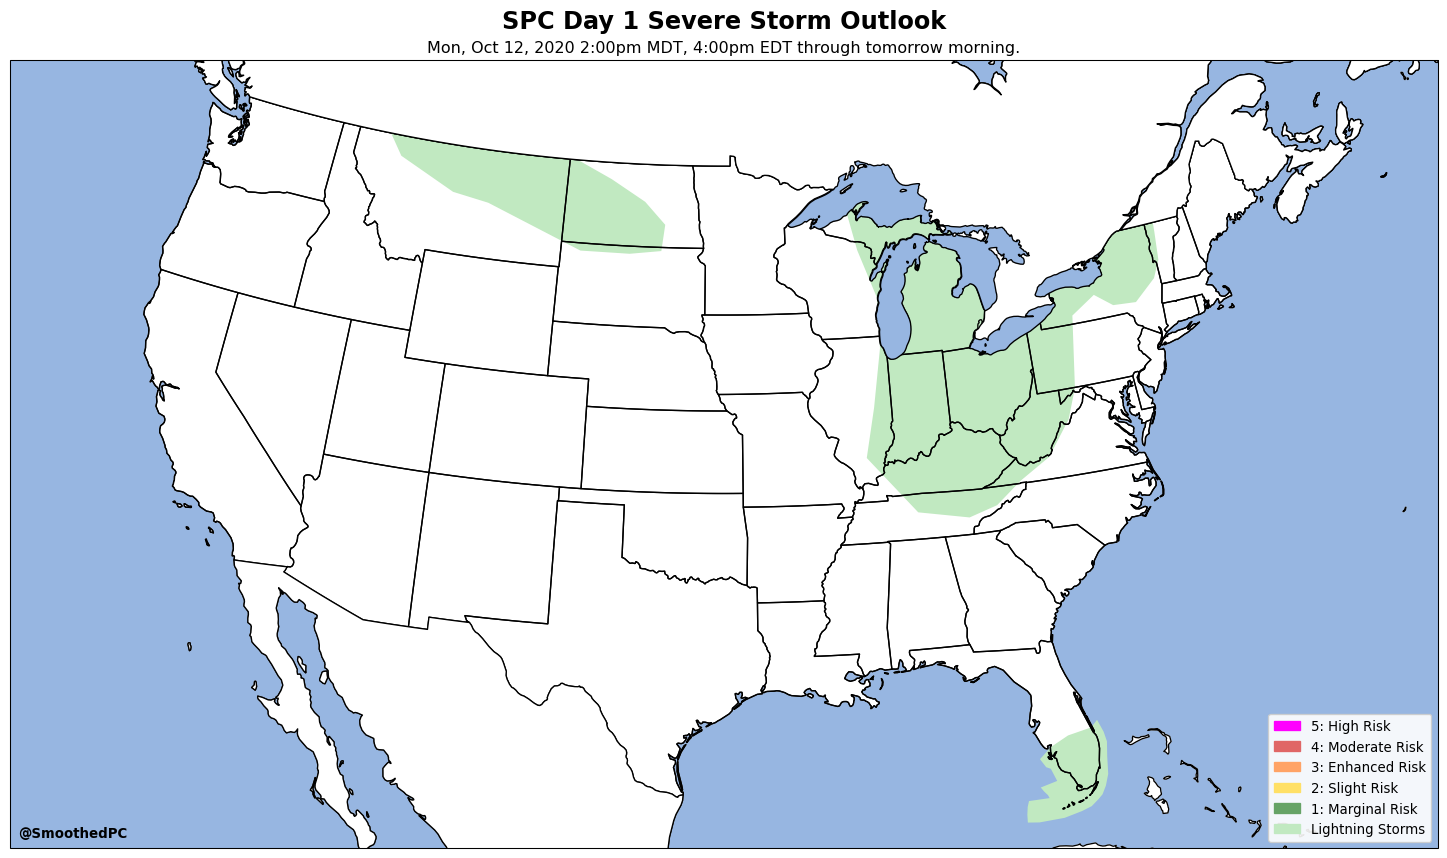 SPC Day 1 Severe Storm Outlook
Mon, Oct 12, 2020 2:00pm MDT, 4:00pm EDT through tomorrow morning.
5: High Risk
4: Moderate Risk
3: Enhanced Risk
2: Slight Risk
1: Marginal Risk
Lightning Storms
@SmoothedPC